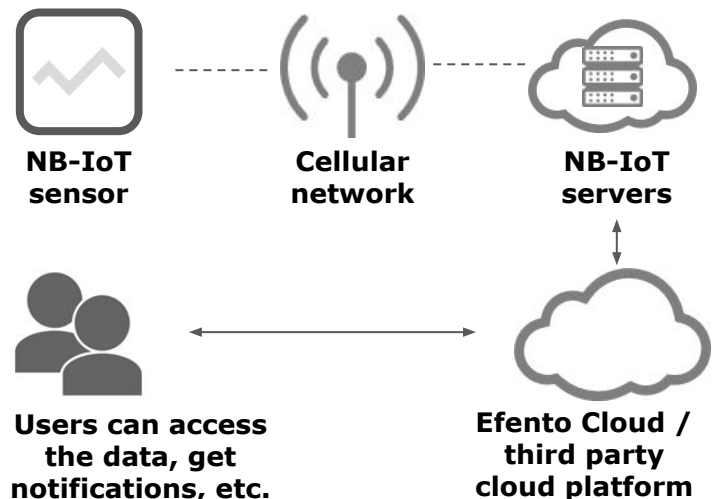 NB-IoT
sensor
Cellular
network
NB-IoT
servers
Users can access
the data, get
notifications, etc.
Efento Cloud /
third party
cloud platform